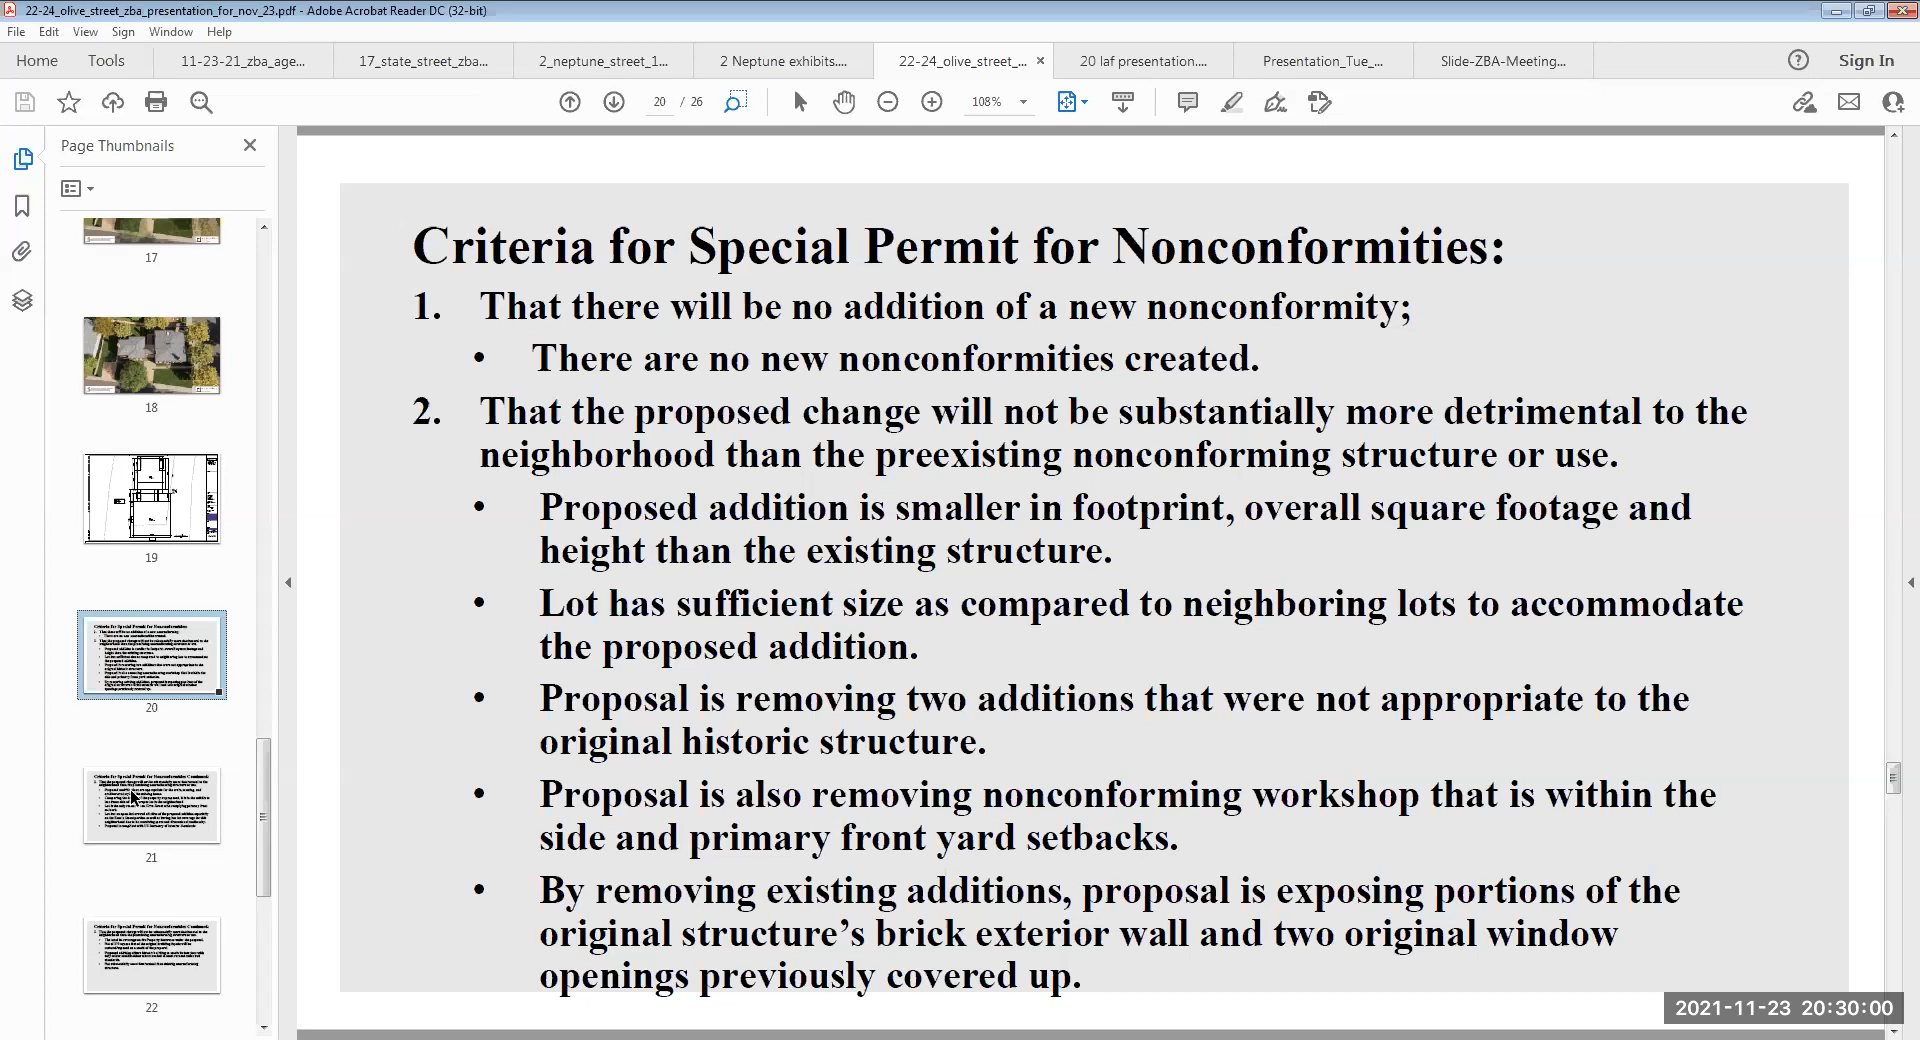 22-24_olive_street_zba_presentation_for_nov_23.pdf - Adobe Acrobat Reader DC (32-bit)
File Edit View Sign Window Help
Home Tools 11-23-21_zba_age... 17_state_street_zba... 2_neptune_street_1... 2 Neptune exhibits.... 22-24_olive_street_... 20 laf presentation.... Presentation_Tue_... Slide-ZBA-Meeting... Sign In
20 / 26 108%
Page Thumbnails
17
18
19
20
21
22
Criteria for Special Permit for Nonconformities:
1. That there will be no addition of a new nonconformity;
• There are no new nonconformities created.
2. That the proposed change will not be substantially more detrimental to the
neighborhood than the preexisting nonconforming structure or use.
• Proposed addition is smaller in footprint, overall square footage and
height than the existing structure.
• Lot has sufficient size as compared to neighboring lots to accommodate
the proposed addition.
• Proposal is removing two additions that were not appropriate to the
original historic structure.
• Proposal is also removing nonconforming workshop that is within the
side and primary front yard setbacks.
• By removing existing additions, proposal is exposing portions of the
original structure’s brick exterior wall and two original window
openings previously covered up.
2021-11-23 20:30:00